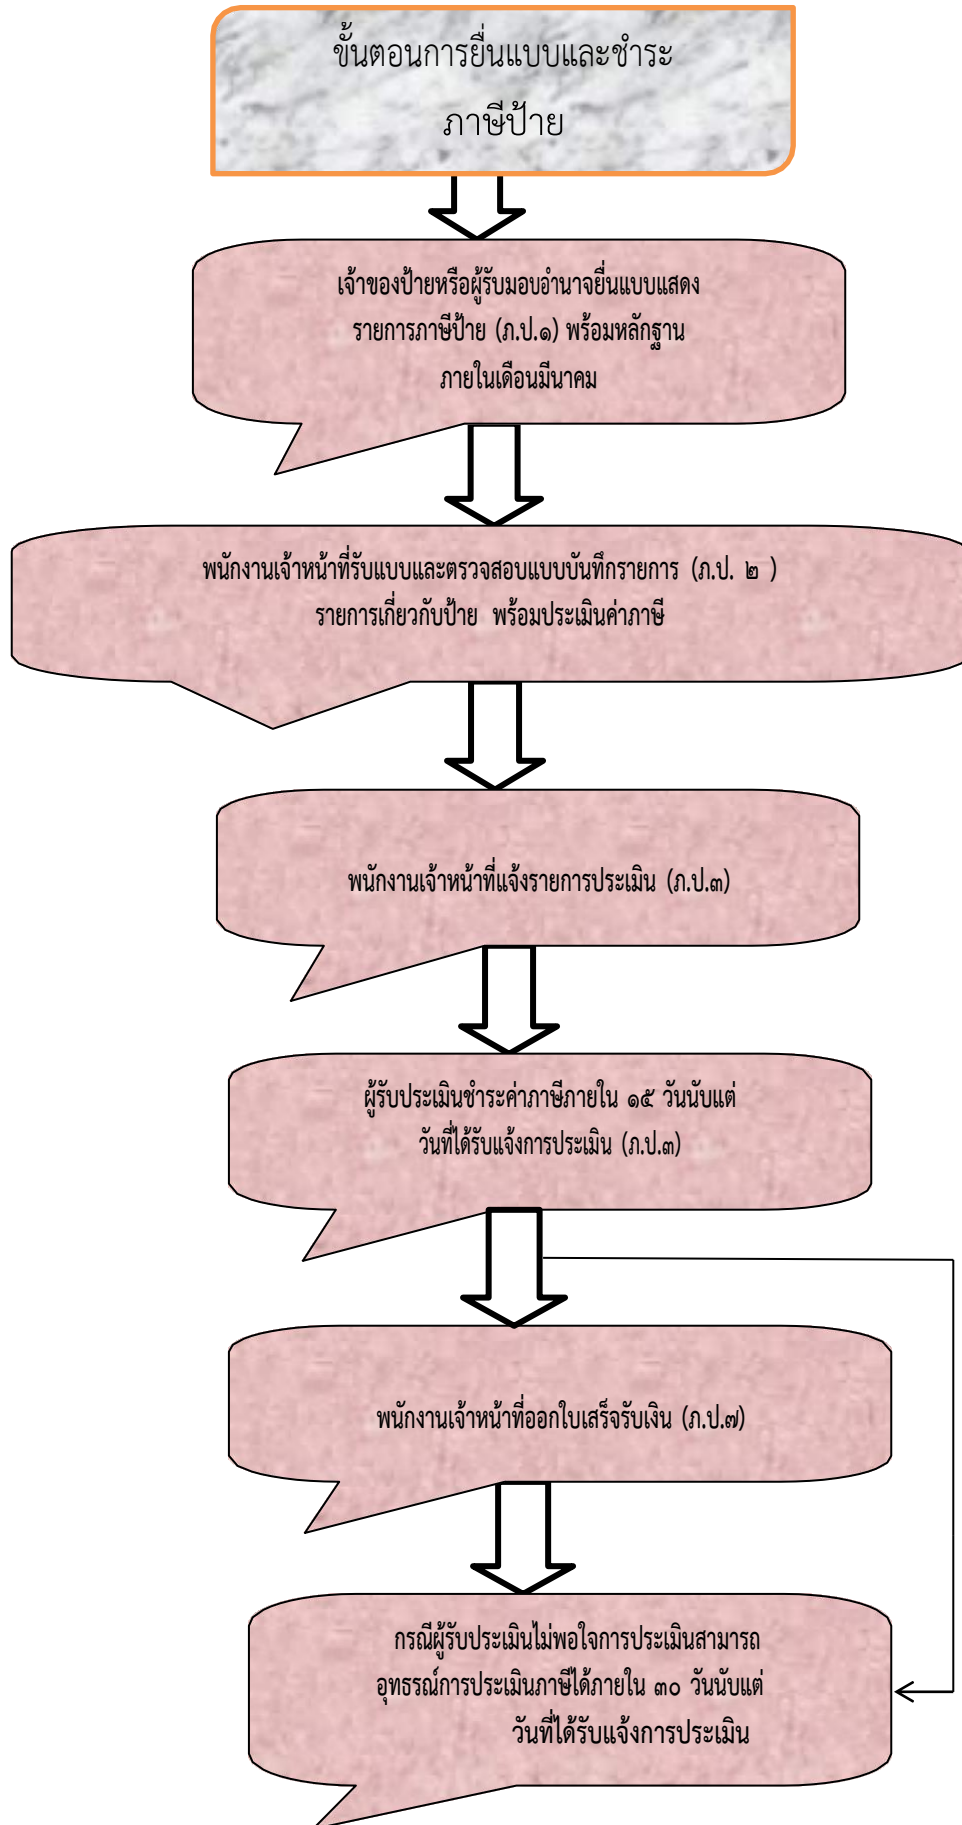 ขั้นตอนการยื่นแบบและชำระ
ภาษีป้าย
เจ้าของป้ายหรือผู้รับมอบอำนาจยื่นแบบแสดง
รายการภาษีป้าย (ภ.ป.๑) พร้อมหลักฐาน
ภายในเดือนมีนาคม
พนักงานเจ้าหน้าที่รับแบบและตรวจสอบแบบบันทึกรายการ (ภ.ป. ๒ )
รายการเกี่ยวกับป้าย พร้อมประเมินค่าภาษี
พนักงานเจ้าหน้าที่แจ้งรายการประเมิน (ภ.ป.๓)
ผู้รับประเมินชำระค่าภาษีภายใน ๑๕ วันนับแต่
วันที่ได้รับแจ้งการประเมิน (ภ.ป.๓)
พนักงานเจ้าหน้าที่ออกใบเสร็จรับเงิน (ภ.ป.๗)
กรณีผู้รับประเมินไม่พอใจการประเมินสามารถ
อุทธรณ์การประเมินภาษีได้ภายใน ๓๐ วันนับแต่
วันที่ได้รับแจ้งการประเมิน